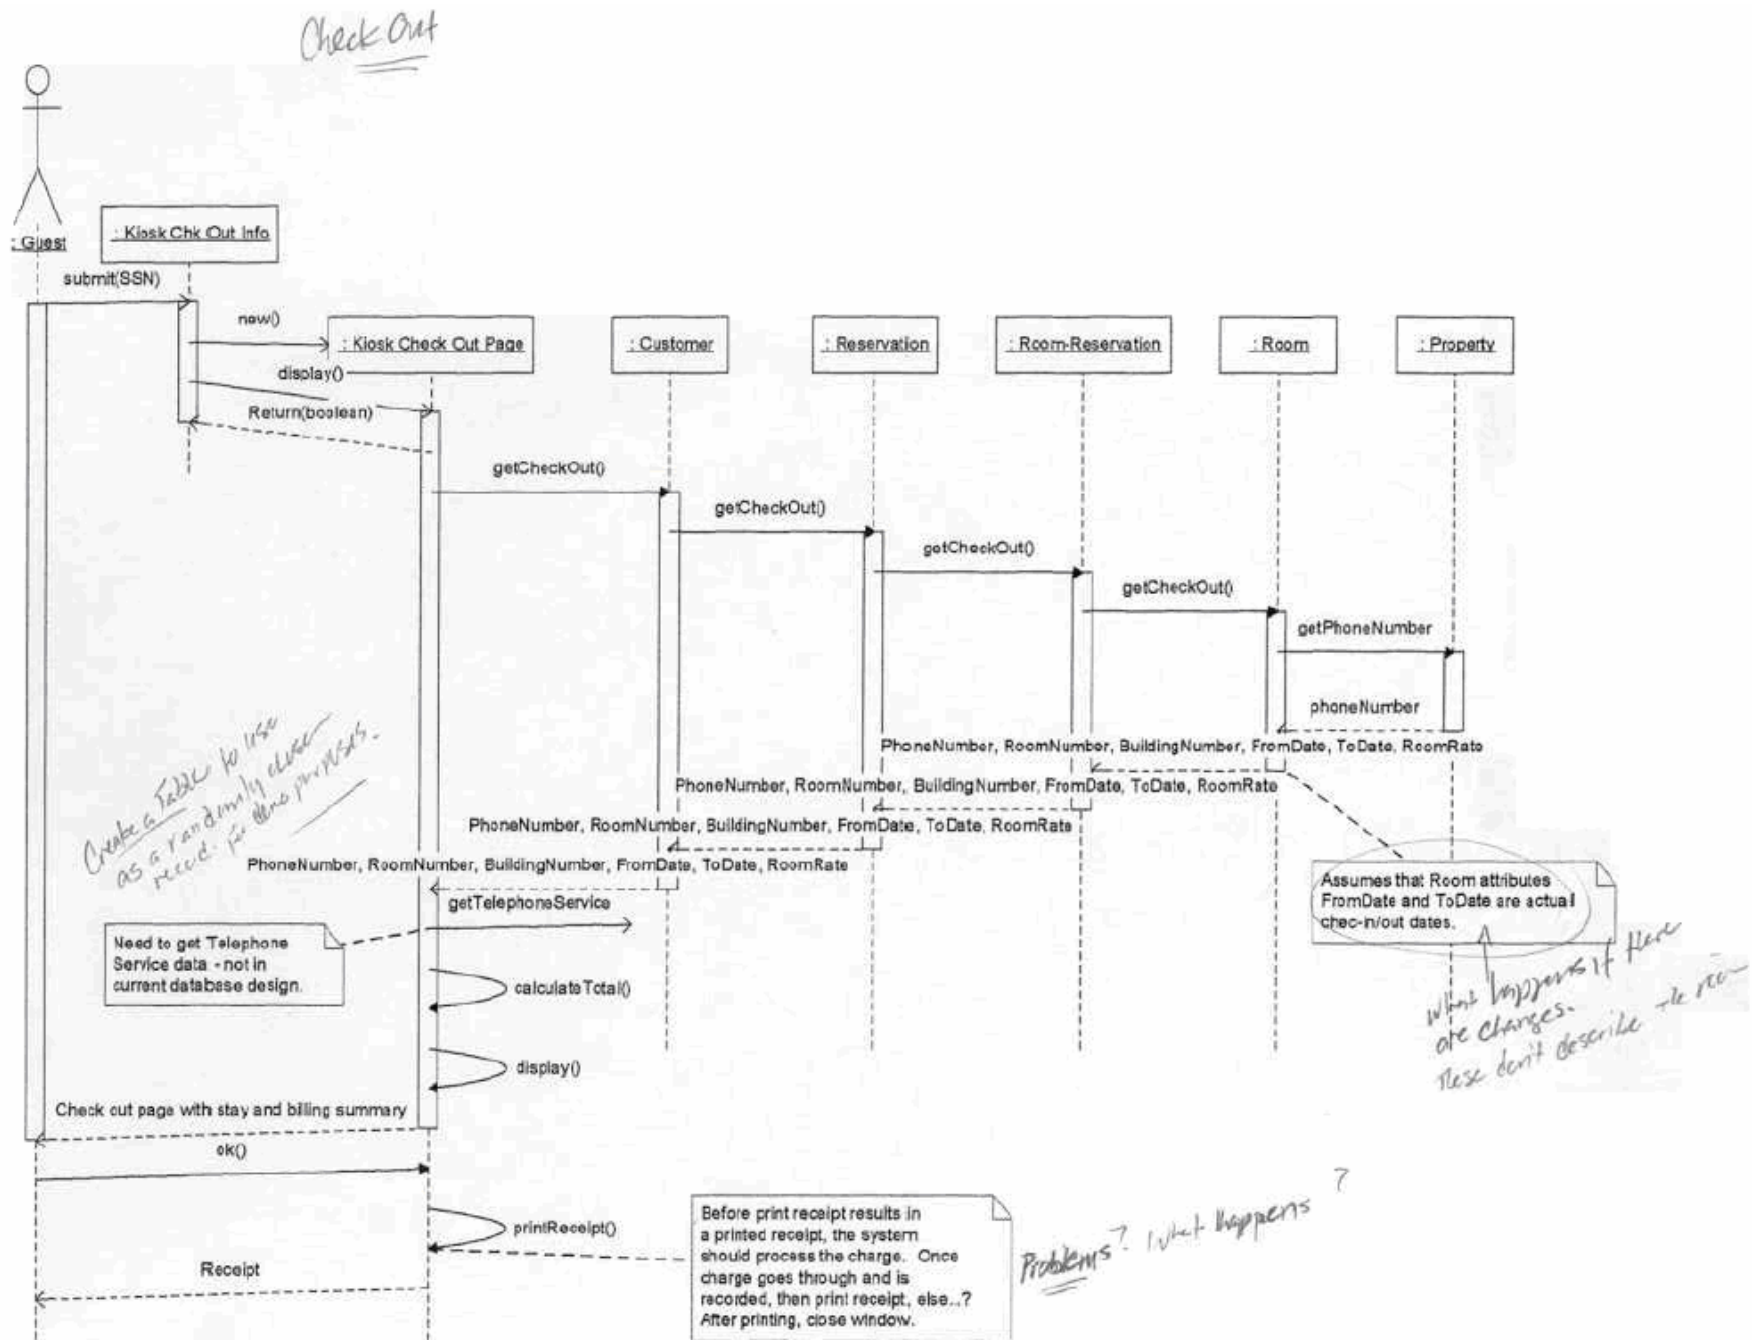 Check Out
: Guest
: Kiosk Chk Out Info
submit(SSN)
new()
: Kiosk Check Out Page
: Customer
: Reservation
: Room-Reservation
: Room
: Property
display()
Return(boolean)
getCheckOut()
getCheckOut()
getCheckOut()
getCheckOut()
getPhoneNumber
phoneNumber
PhoneNumber, RoomNumber, BuildingNumber, FromDate, ToDate, RoomRate
PhoneNumber, RoomNumber, BuildingNumber, FromDate, ToDate, RoomRate
PhoneNumber, RoomNumber, BuildingNumber, FromDate, ToDate, RoomRate
PhoneNumber, RoomNumber, BuildingNumber, FromDate, ToDate, RoomRate
Create a Table to use
as a randomly
for demo purposes.
getTelephoneService
Need to get Telephone
Service data - not in
current database design.
Assumes that Room attributes
FromDate and ToDate are actual
chec-in/out dates.
What happens if there
are changes.
These don't describe the
calculateTotal()
display()
Check out page with stay and billing summary
ok()
printReceipt()
Receipt
Before print receipt results in
a printed receipt, the system
should process the charge. Once
charge goes through and is
recorded, then print receipt, else..?
After printing, close window.
Problems? What happens?